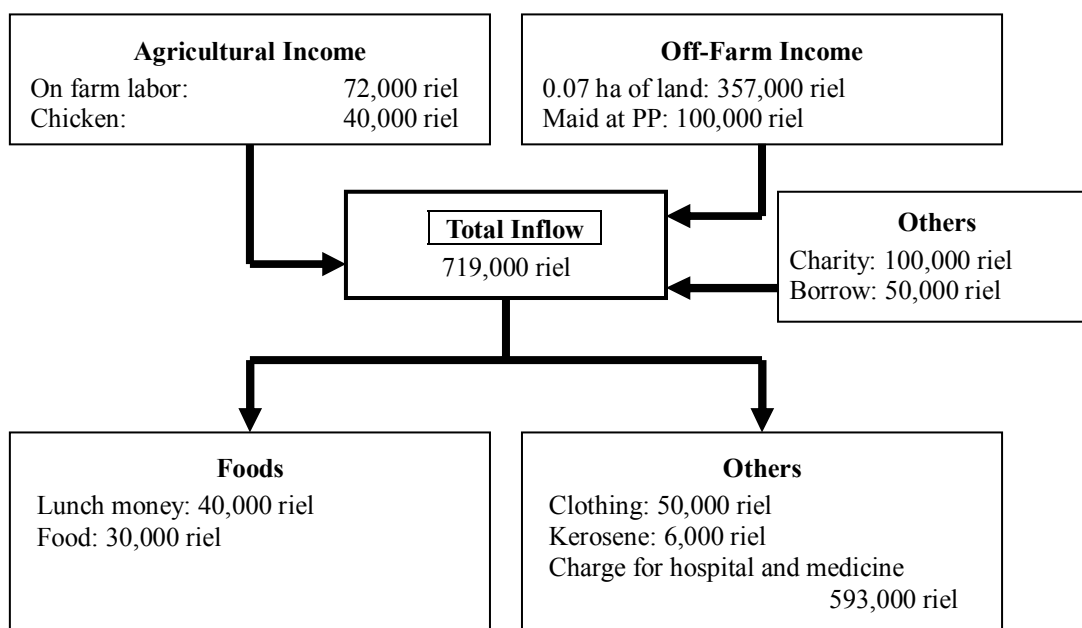 Agricultural Income
On farm labor: 72,000 riel
Chicken: 40,000 riel
Off-Farm Income
0.07 ha of land: 357,000 riel
Maid at PP: 100,000 riel
Total Inflow
719,000 riel
Others
Charity: 100,000 riel
Borrow: 50,000 riel
Foods
Lunch money: 40,000 riel
Food: 30,000 riel
Others
Clothing: 50,000 riel
Kerosene: 6,000 riel
Charge for hospital and medicine
593,000 riel